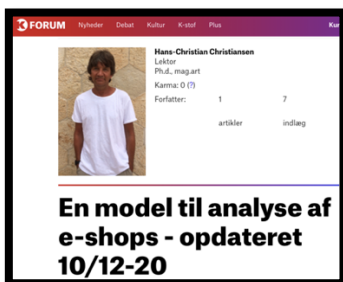 K FORUM Nyheder Debat Kultur K-stof Plus
Hans-Christian Christiansen
Lektor
Ph.d., mag.art
Karma: 0 (?)
Forfatter: 1 7
artikler indlæg
En model til analyse af
e-shops - opdateret
10/12-20